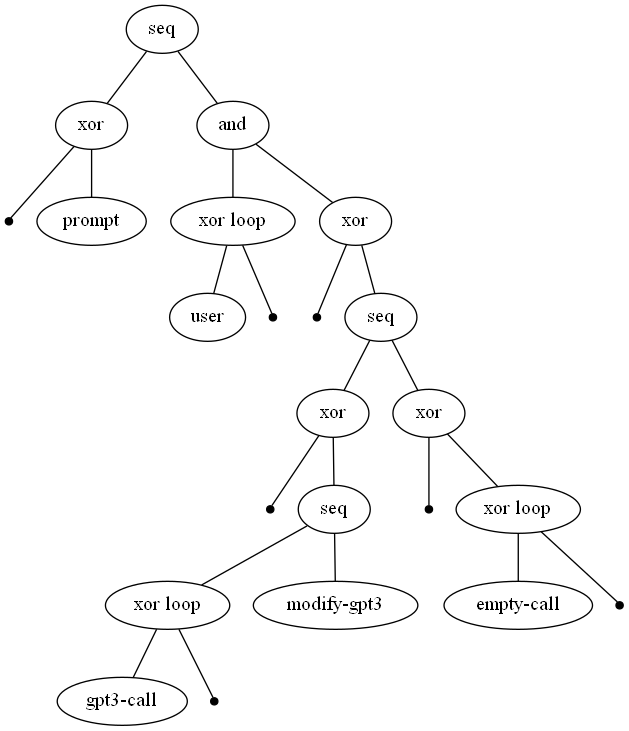 seq
xor
and
prompt
xor loop
xor
user
seq
xor
xor
seq
xor loop
xor loop
modify-gpt3
empty-call
gpt3-call